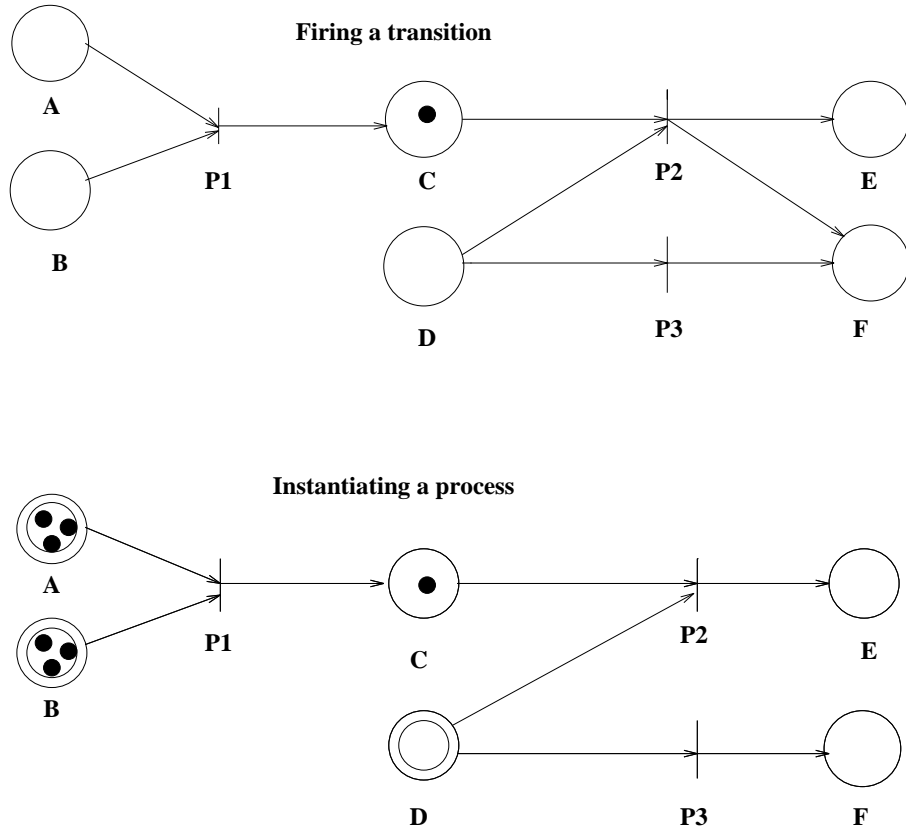 Firing a transition
A
P1
C
P2
E
B
D
P3
F
Instantiating a process
A
P1
C
P2
E
B
D
P3
F